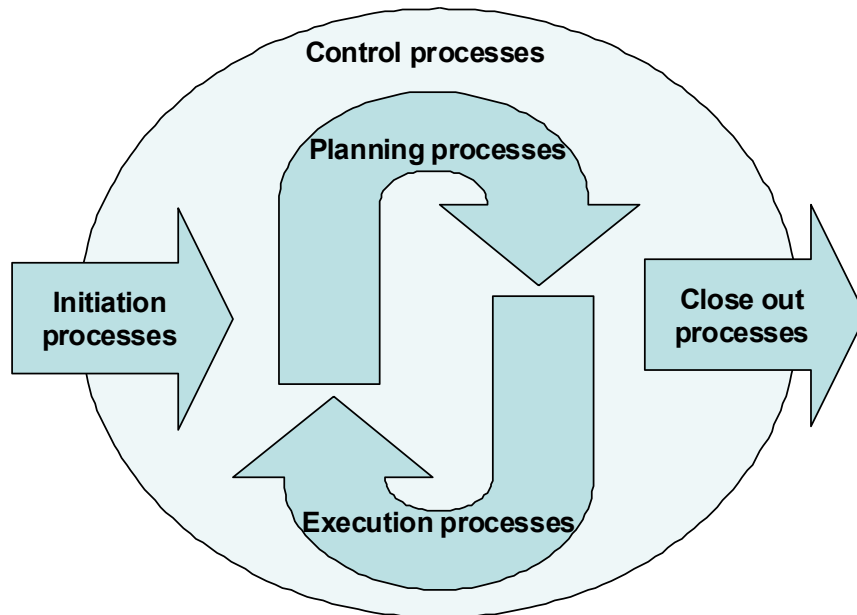 Control processes
Planning processes
Initiation
processes
Close out
processes
Execution processes